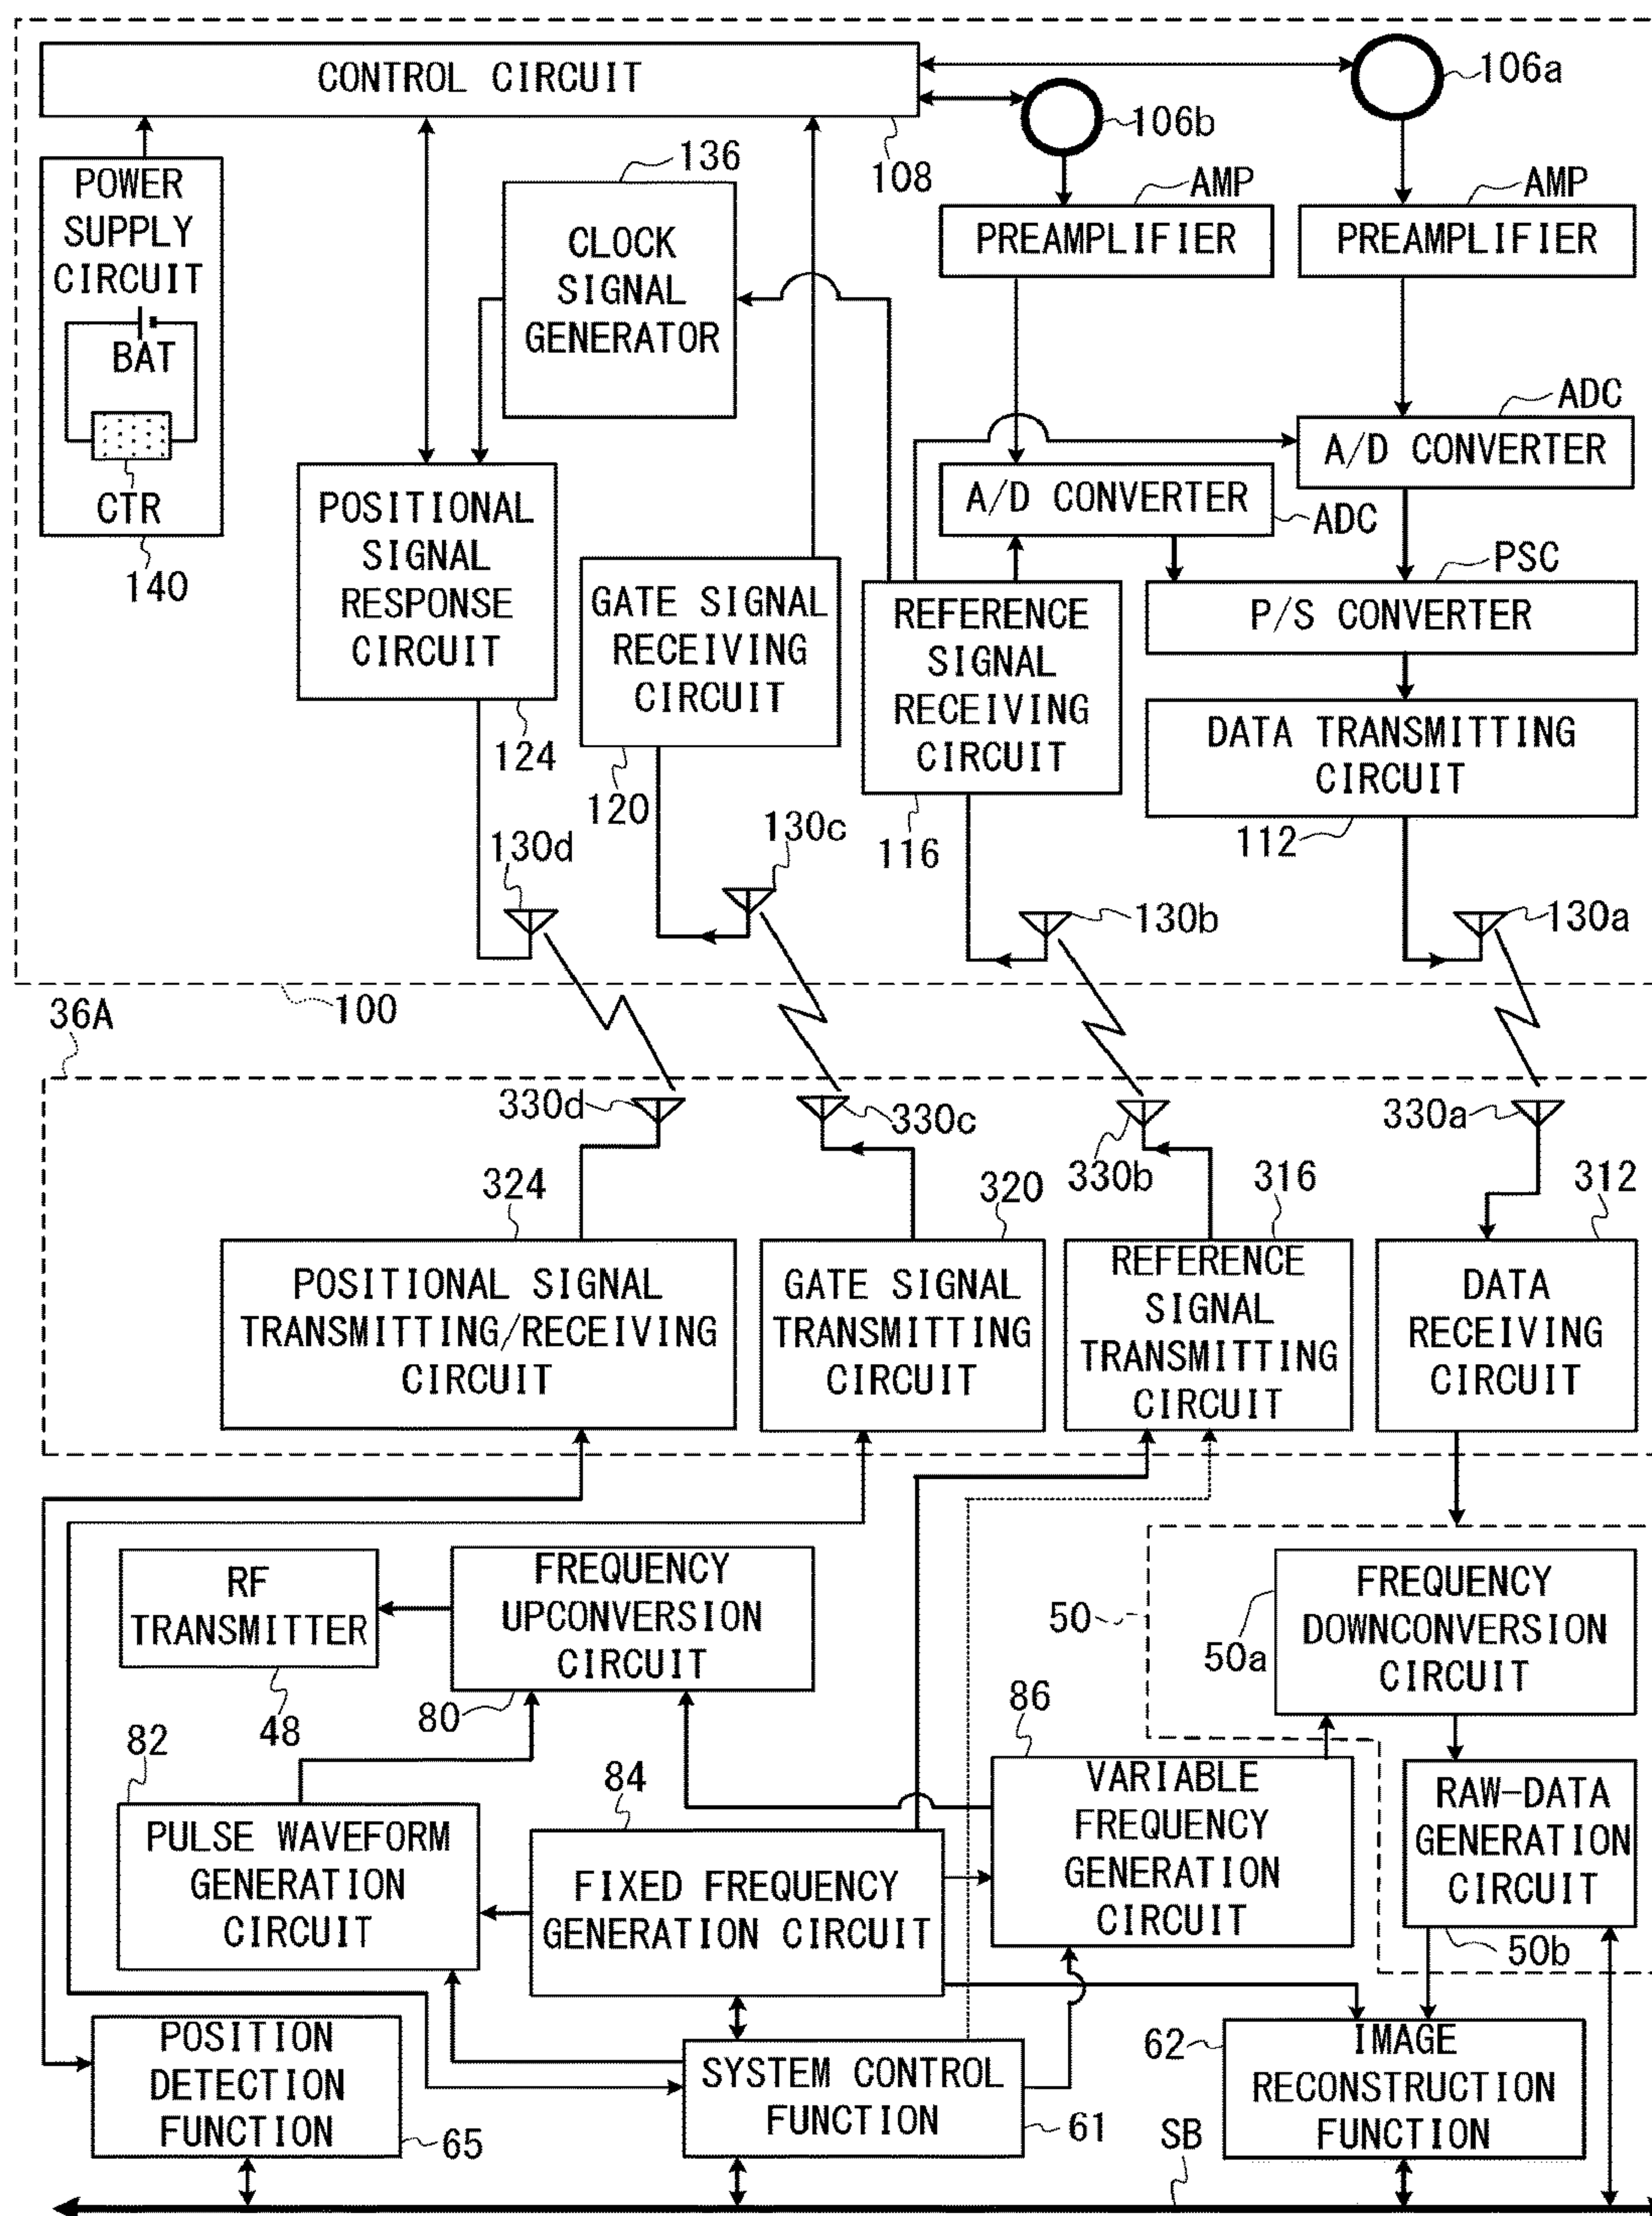 CONTROL CIRCUIT
106a
106b
108
136
AMP
AMP
POWER
SUPPLY
CIRCUIT
BAT
CTR
140
CLOCK
SIGNAL
GENERATOR
PREAMPLIFIER
PREAMPLIFIER
ADC
A/D CONVERTER
A/D CONVERTER
ADC
POSITIONAL
SIGNAL
RESPONSE
CIRCUIT
124
GATE SIGNAL
RECEIVING
CIRCUIT
120
REFERENCE
SIGNAL
RECEIVING
CIRCUIT
116
PSC
P/S CONVERTER
DATA TRANSMITTING
CIRCUIT
112
130d
130c
130b
130a
100
36A
330d
330c
330b
330a
324
320
316
312
POSITIONAL SIGNAL
TRANSMITTING/RECEIVING
CIRCUIT
GATE SIGNAL
TRANSMITTING
CIRCUIT
REFERENCE
SIGNAL
TRANSMITTING
CIRCUIT
DATA
RECEIVING
CIRCUIT
RF
TRANSMITTER
48
FREQUENCY
UPCONVERSION
CIRCUIT
80
50
50a
FREQUENCY
DOWNCONVERSION
CIRCUIT
82
84
86
PULSE WAVEFORM
GENERATION
CIRCUIT
FIXED FREQUENCY
GENERATION CIRCUIT
VARIABLE
FREQUENCY
GENERATION
CIRCUIT
RAW-DATA
GENERATION
CIRCUIT
50b
POSITION
DETECTION
FUNCTION
65
SYSTEM CONTROL
FUNCTION
61
62
IMAGE
RECONSTRUCTION
FUNCTION
SB